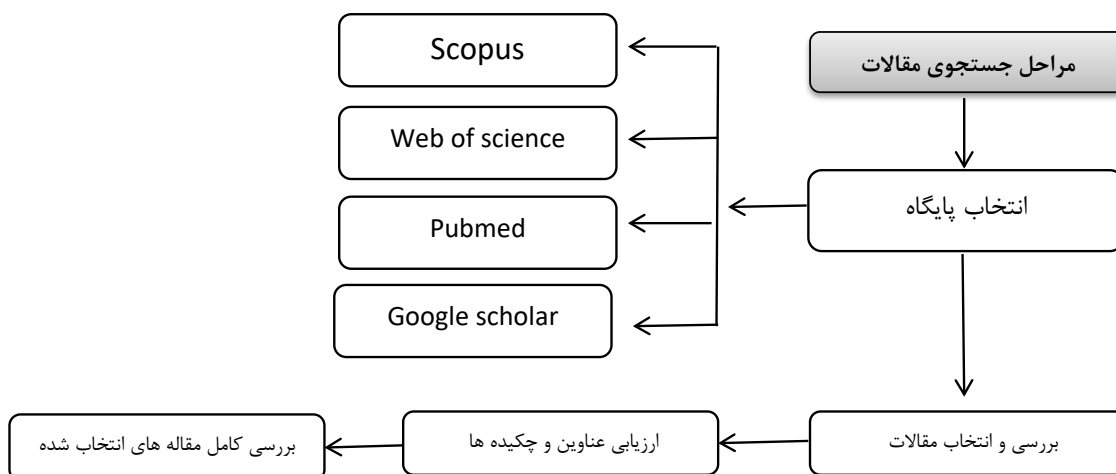 مراحل جستجوی مقالات
انتخاب پایگاه
Scopus
Web of science
Pubmed
Google scholar
بررسی و انتخاب مقالات
ارزیابی عناوین و چکیده ها
بررسی کامل مقاله های انتخاب شده